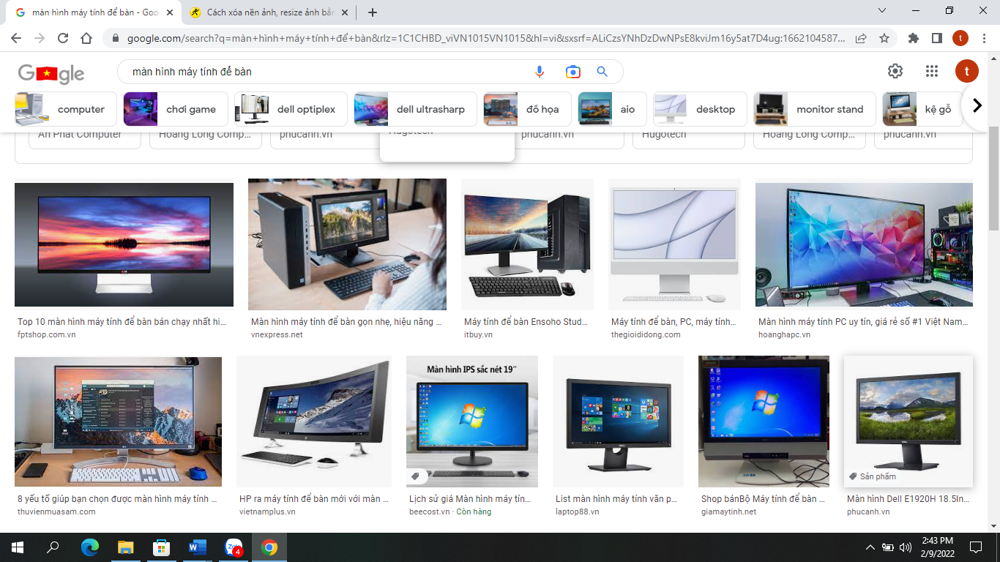 màn hình máy tính để bàn - Goo
Cách xóa nền ảnh, resize ảnh bằn
google.com/search?q=màn+hình+máy+tính+để+bàn&rlz=1C1CHBD_viVN1015VN1015&hl=vi&sxsrf=ALiCzsYNhDzDwNPsE8kviJm16y5at7D4ug:1662104587...
t
Google
màn hình máy tính để bàn
t
computer
chơi game
dell optiplex
dell ultrasharp
đồ họa
aio
desktop
monitor stand
kệ gỗ
An Phát Computer
Hoàng Long Comp...
phucanh.vn
Hugotech
phucanh.vn
Hugotech
Hoàng Long Comp...
phucanh.vn
Top 10 màn hình máy tính để bàn bán chạy nhất hi...
fptshop.com.vn
Màn hình máy tính để bàn gọn nhẹ, hiệu năng ...
vnexpress.net
Máy tính để bàn Ensoho Stud...
itbuy.vn
Máy tính để bàn, PC, máy tính...
thegioididong.com
Màn hình máy tính PC uy tín, giá rẻ số #1 Việt Nam...
hoanghapc.vn
Màn hình IPS sắc nét 19"
Sản phẩm
8 yếu tố giúp bạn chọn được màn hình máy tính ...
thuvienmuasam.com
HP ra máy tính để bàn mới với màn ...
vietnamplus.vn
Lịch sử giá Màn hình máy tín...
beecost.vn · Còn hàng
List màn hình máy tính văn p...
laptop88.vn
Shop bánBộ Máy tính để bàn ...
giamaytinh.net
Màn hình Dell E1920H 18.5In...
phucanh.vn
4
2:43 PM
2/9/2022